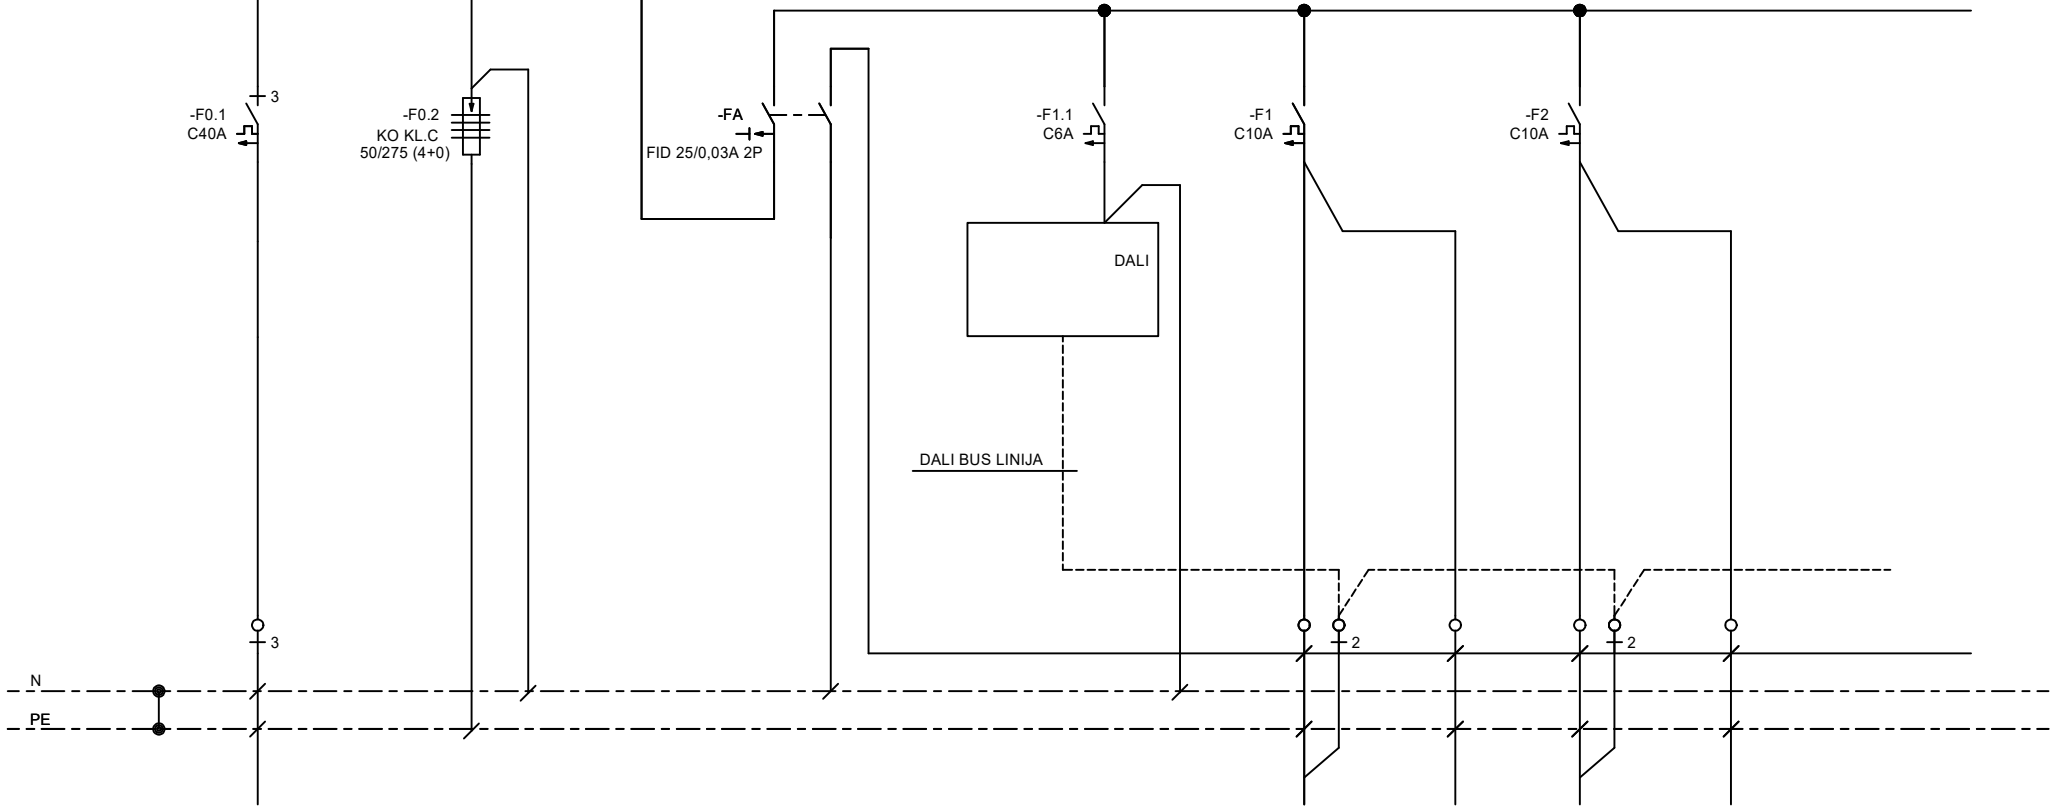 3
-F0.1
C40A
-F0.2
KO KL.C
50/275 (4+0)
-FA
FID 25/0,03A 2P
-F1.1
C6A
-F1
C10A
-F2
C10A
DALI
DALI BUS LINIJA
3
2
2
N
PE